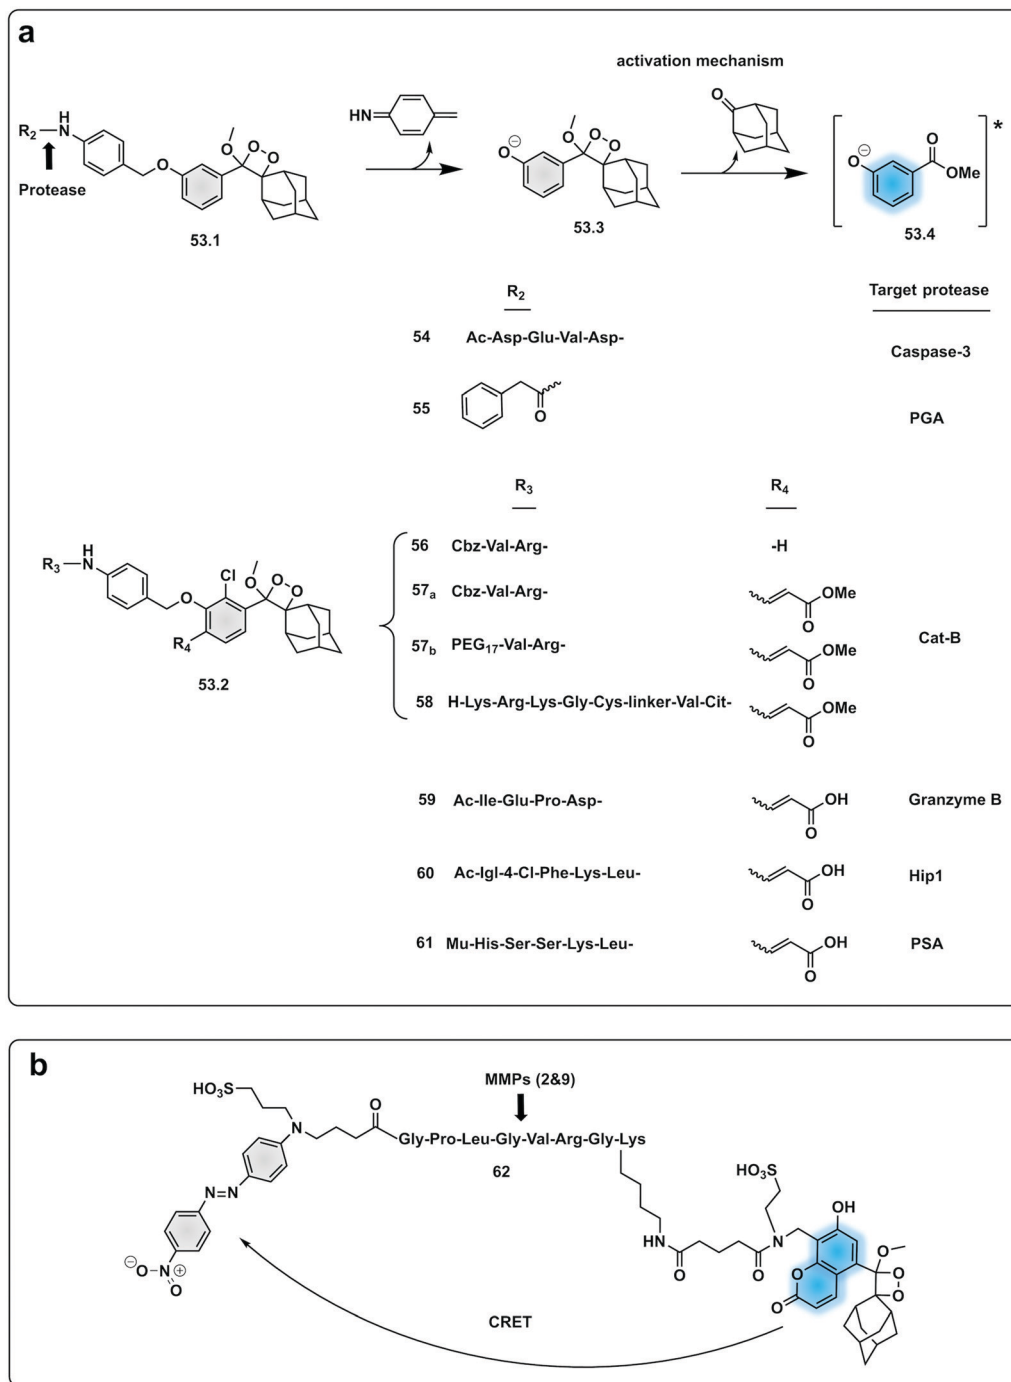 a
activation mechanism
R2 N H
O O O O
HN
O
Protease
53.1
⊖ O O O O
53.3
[ ⊖ O O OMe ] *
53.4
R2
Target protease
54 Ac-Asp-Glu-Val-Asp- Caspase-3
55 O PGA
R3 R4
56 Cbz-Val-Arg- -H
57a Cbz-Val-Arg- OMe O
57b PEG17-Val-Arg- OMe O
Cat-B
58 H-Lys-Arg-Lys-Gly-Cys-linker-Val-Cit- OMe O
R3 N H
O Cl O O O
R4
53.2
59 Ac-Ile-Glu-Pro-Asp- OH O Granzyme B
60 Ac-Igl-4-Cl-Phe-Lys-Leu- OH O Hip1
61 Mu-His-Ser-Ser-Lys-Leu- OH O PSA
b
MMPs (2&9)
HO3S
N O
Gly-Pro-Leu-Gly-Val-Arg-Gly-Lys
62
N=N
⊖ O N ⊕ O
HO3S
NH O O N
OH
O O O O O
CRET